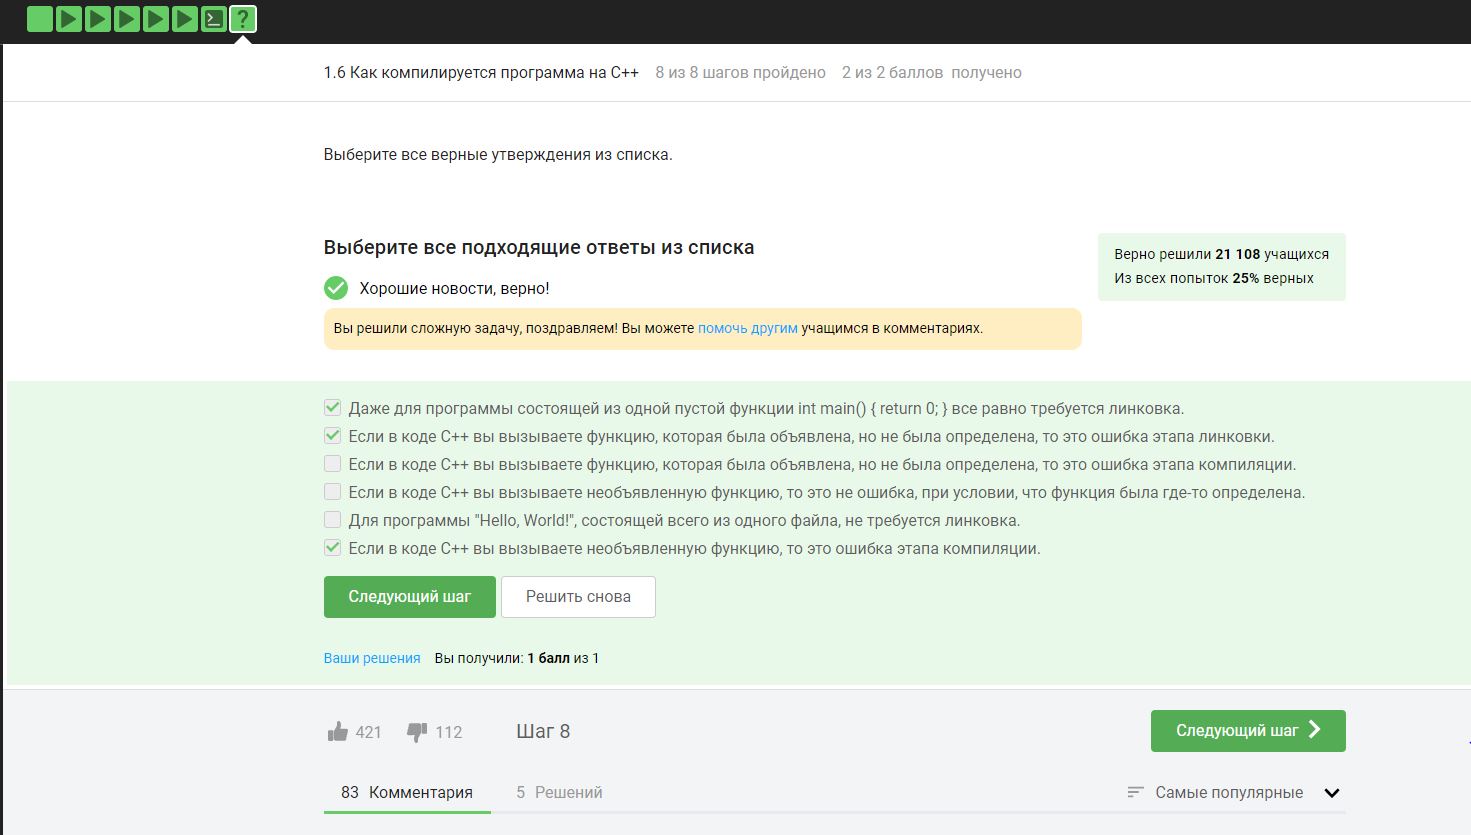 ?
1.6 Как компилируется программа на C++ 8 из 8 шагов пройдено 2 из 2 баллов получено
Выберите все верные утверждения из списка.
Выберите все подходящие ответы из списка
Верно решили 21 108 учащихся
Из всех попыток 25% верных
Хорошие новости, верно!
Вы решили сложную задачу, поздравляем! Вы можете помочь другим учащимся в комментариях.
Даже для программы состоящей из одной пустой функции int main() { return 0; } все равно требуется линковка.
Если в коде C++ вы вызываете функцию, которая была объявлена, но не была определена, то это ошибка этапа линковки.
Если в коде C++ вы вызываете функцию, которая была объявлена, но не была определена, то это ошибка этапа компиляции.
Если в коде C++ вы вызываете необъявленную функцию, то это не ошибка, при условии, что функция была где-то определена.
Для программы "Hello, World!", состоящей всего из одного файла, не требуется линковка.
Если в коде C++ вы вызываете необъявленную функцию, то это ошибка этапа компиляции.
Следующий шаг Решить снова
Ваши решения Вы получили: 1 балл из 1
421 112 Шаг 8 Следующий шаг
83 Комментария 5 Решений Самые популярные